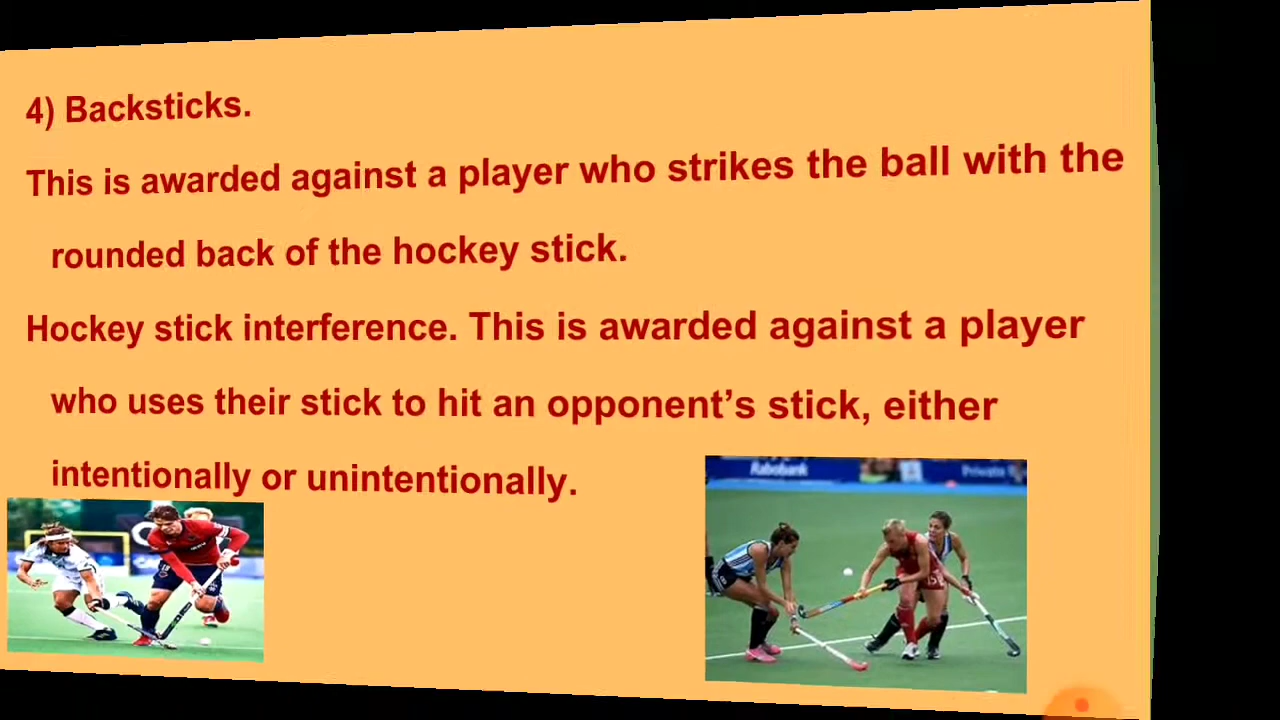 4) Backsticks.
This is awarded against a player who strikes the ball with the
rounded back of the hockey stick.
Hockey stick interference. This is awarded against a player
who uses their stick to hit an opponent’s stick, either
intentionally or unintentionally.
Rabobank
Private